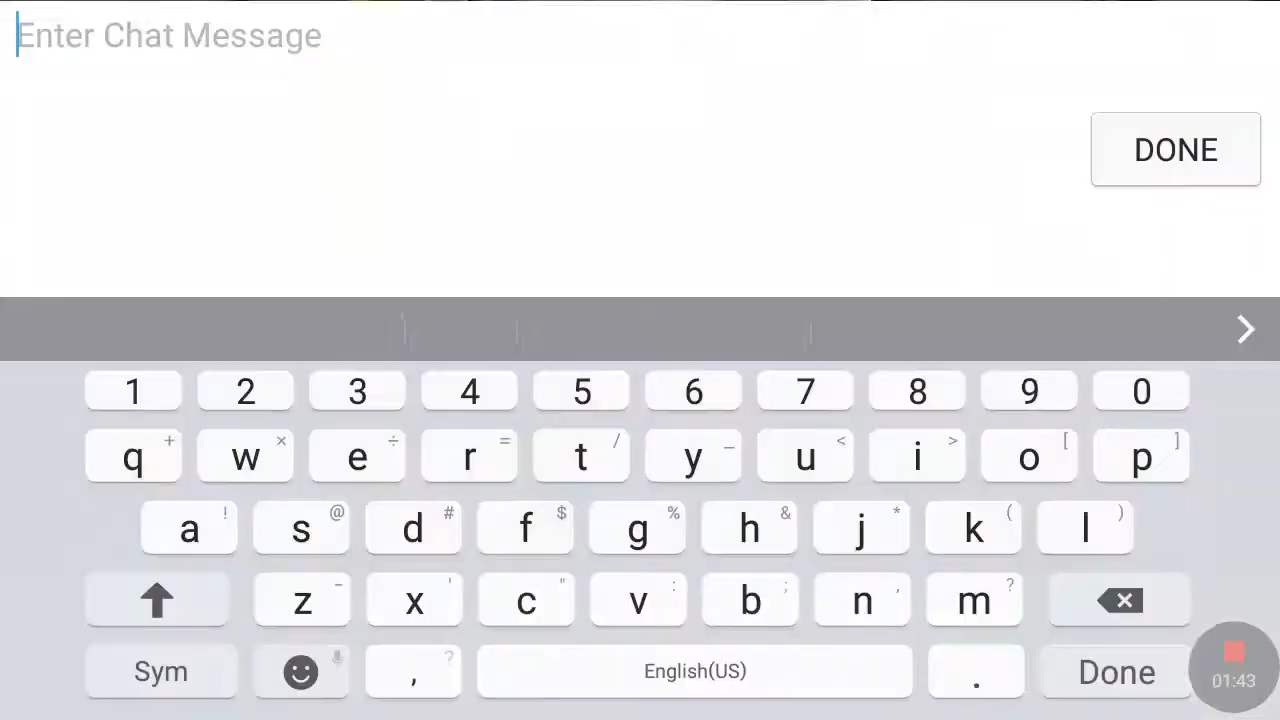 Enter Chat Message
DONE
1 2 3 4 5 6 7 8 9 0
q + w × e ÷ r = t / y _ u < i > o [ p ]
a ! s @ d # f $ g % h & j * k ( l )
z - x ' c " v : b ; n , m ?
Sym , ? English(US) . Done
01:43